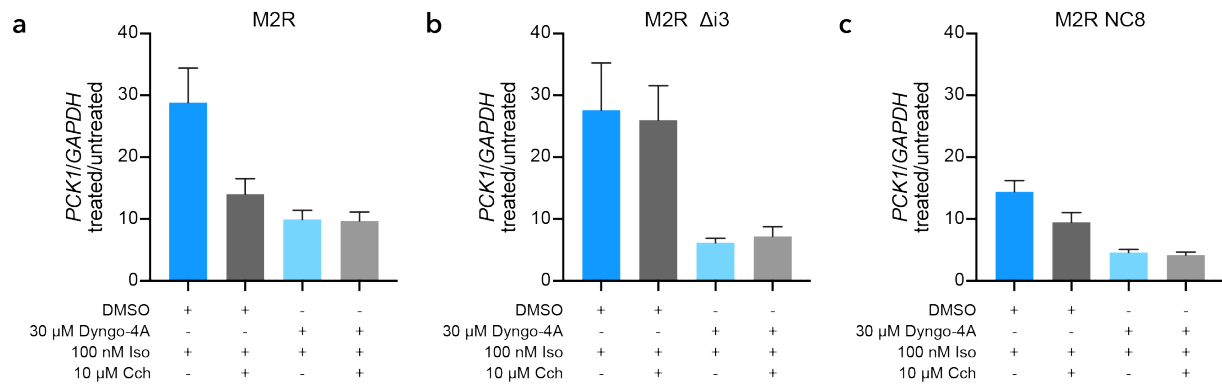 a
M2R
PCK1/GAPDH
treated/untreated
40
30
20
10
0
DMSO + + - -
30 µM Dyngo-4A - - + +
100 nM Iso + + + +
10 µM Cch - + - +
b
M2R Δi3
PCK1/GAPDH
treated/untreated
40
30
20
10
0
DMSO + + - -
30 µM Dyngo-4A - - + +
100 nM Iso + + + +
10 µM Cch - + - +
c
M2R NC8
PCK1/GAPDH
treated/untreated
40
30
20
10
0
DMSO + + - -
30 µM Dyngo-4A - - + +
100 nM Iso + + + +
10 µM Cch - + - +